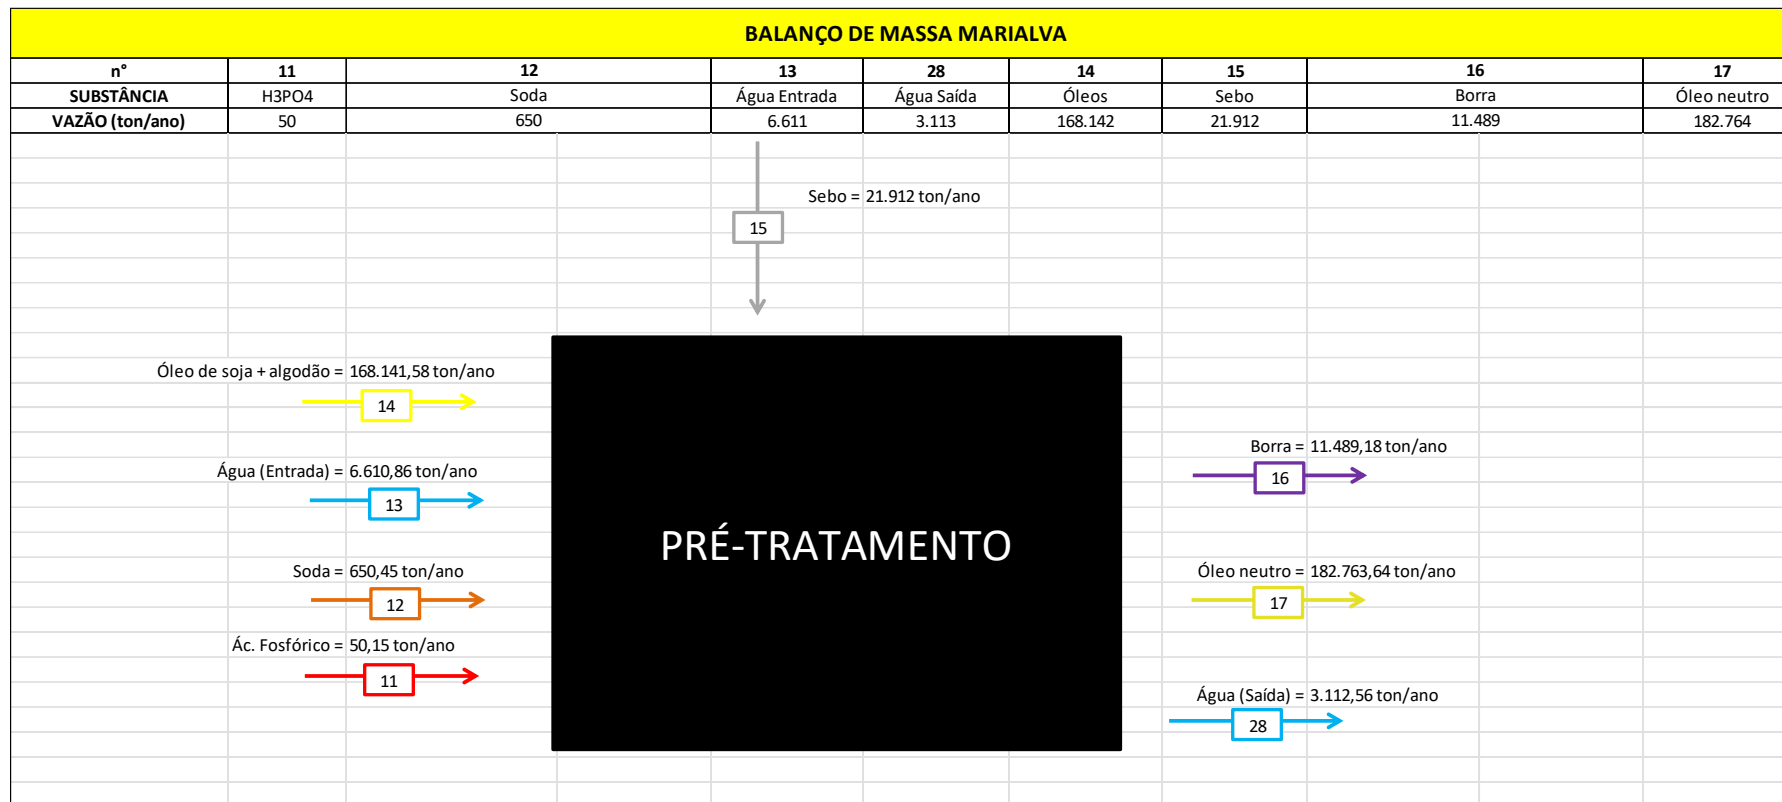 BALANÇO DE MASSA MARIALVA
n° 11 12 13 28 14 15 16 17
SUBSTÂNCIA H3PO4 Soda Água Entrada Água Saída Óleos Sebo Borra Óleo neutro
VAZÃO (ton/ano) 50 650 6.611 3.113 168.142 21.912 11.489 182.764
Sebo = 21.912 ton/ano
15
Óleo de soja + algodão = 168.141,58 ton/ano
14
Borra = 11.489,18 ton/ano
16
Água (Entrada) = 6.610,86 ton/ano
13
PRÉ-TRATAMENTO
Soda = 650,45 ton/ano
12
Óleo neutro = 182.763,64 ton/ano
17
Ác. Fosfórico = 50,15 ton/ano
11
Água (Saída) = 3.112,56 ton/ano
28